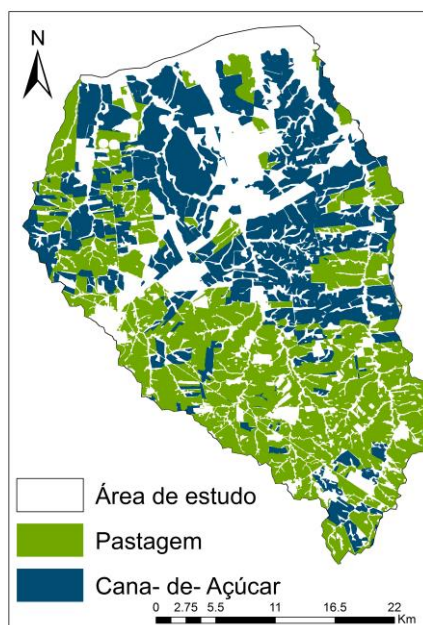 N
Área de estudo
Pastagem
Cana- de- Açúcar
0 2.75 5.5 11 16.5 22
Km